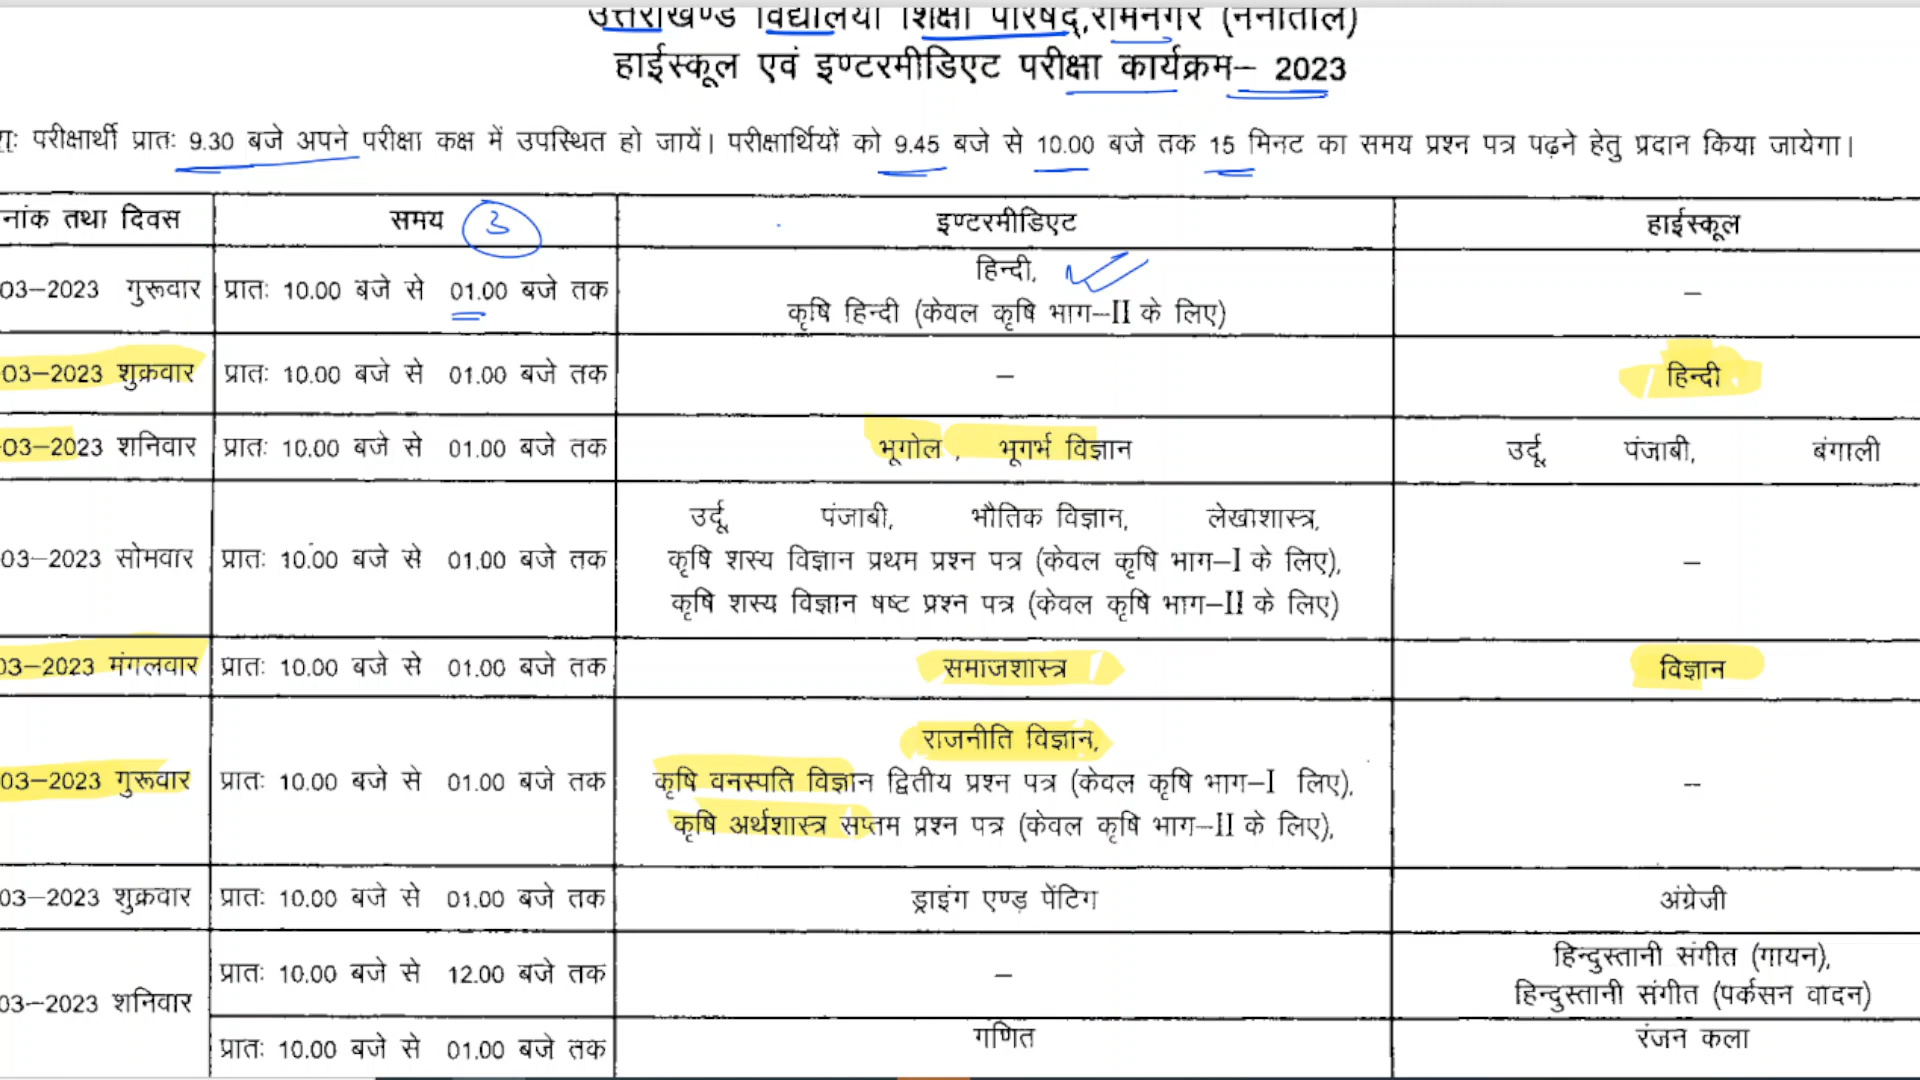 उत्तराखण्ड विद्यालयी शिक्षा परिषद्,रामनगर (नैनीताल)
हाईस्कूल एवं इण्टरमीडिएट परीक्षा कार्यक्रम– 2023
परीक्षार्थी प्रातः 9.30 बजे अपने परीक्षा कक्ष में उपस्थित हो जायें। परीक्षार्थियों को 9.45 बजे से 10.00 बजे तक 15 मिनट का समय प्रश्न पत्र पढ़ने हेतु प्रदान किया जायेगा।
नांक तथा दिवस समय 3 इण्टरमीडिएट हाईस्कूल
हिन्दी,
03–2023 गुरूवार प्रातः 10.00 बजे से 01.00 बजे तक –
कृषि हिन्दी (केवल कृषि भाग–II के लिए)
-03–2023 शुक्रवार प्रातः 10.00 बजे से 01.00 बजे तक – हिन्दी
-03–2023 शनिवार प्रातः 10.00 बजे से 01.00 बजे तक भूगोल , भूगर्भ विज्ञान उर्दू, पंजाबी, बंगाली
उर्दू, पंजाबी, भौतिक विज्ञान, लेखाशास्त्र,
03–2023 सोमवार प्रातः 10.00 बजे से 01.00 बजे तक कृषि शस्य विज्ञान प्रथम प्रश्न पत्र (केवल कृषि भाग–I के लिए), –
कृषि शस्य विज्ञान षष्ट प्रश्न पत्र (केवल कृषि भाग–II के लिए)
03–2023 मंगलवार प्रातः 10.00 बजे से 01.00 बजे तक समाजशास्त्र विज्ञान
राजनीति विज्ञान,
03–2023 गुरूवार प्रातः 10.00 बजे से 01.00 बजे तक कृषि वनस्पति विज्ञान द्वितीय प्रश्न पत्र (केवल कृषि भाग–I लिए), –
कृषि अर्थशास्त्र सप्तम प्रश्न पत्र (केवल कृषि भाग–II के लिए),
03–2023 शुक्रवार प्रातः 10.00 बजे से 01.00 बजे तक ड्राइंग एण्ड पेंटिग अंग्रेजी
हिन्दुस्तानी संगीत (गायन),
प्रातः 10.00 बजे से 12.00 बजे तक –
हिन्दुस्तानी संगीत (पर्कसन वादन)
03–2023 शनिवार
प्रातः 10.00 बजे से 01.00 बजे तक गणित रंजन कला